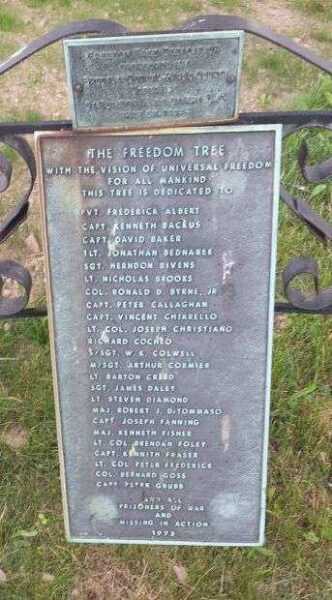 THE FREEDOM TREE
WITH THE VISION OF UNIVERSAL FREEDOM
FOR ALL MANKIND
THIS TREE IS DEDICATED TO
PVT. FREDERICK ALBERT
CAPT. KENNETH BACKUS
CAPT. DAVID BAKER
1LT. JONATHAN BEDNAREK
SGT. HERNDON BIVENS
LT. NICHOLAS BROOKS
COL. RONALD D. BYRNE, JR
CAPT. PETER CALLAGHAN
CAPT. VINCENT CHIARELLO
LT. COL. JOSEPH CHRISTIANO
RICHARD COCHEO
S/SGT. W. K. COLWELL
M/SGT. ARTHUR CORMIER
LT. BARTON CREED
SGT. JAMES DALEY
LT. STEVEN DIAMOND
MAJ. ROBERT J. DITOMMASO
CAPT. JOSEPH FANNING
MAJ. KENNETH FISHER
LT. COL. BRENDAN FOLEY
CAPT. KENNITH FRASER
LT. COL PETER FREDERICK
COL. BERNARD GOSS
CAPT. PETER GRUBB
AND ALL
PRISONERS OF WAR
AND
MISSING IN ACTION
1973